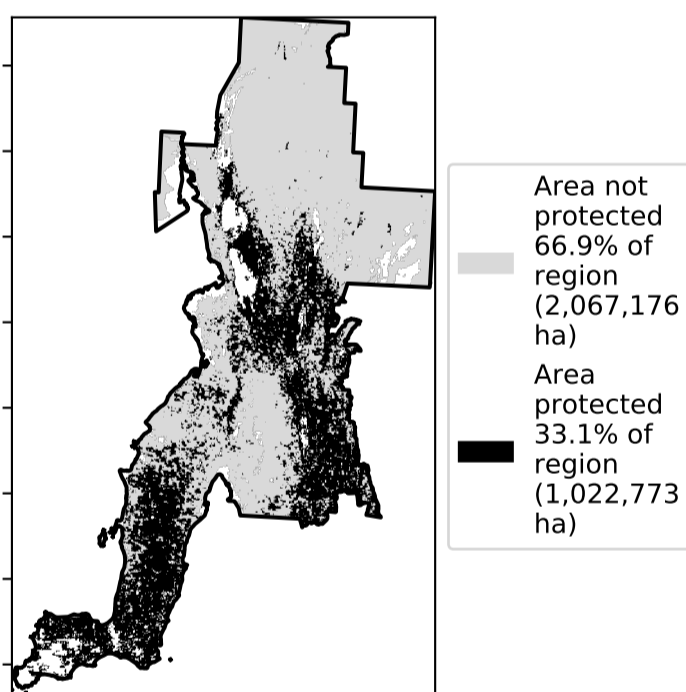 Area not
protected
66.9% of
region
(2,067,176
ha)
Area
protected
33.1% of
region
(1,022,773
ha)